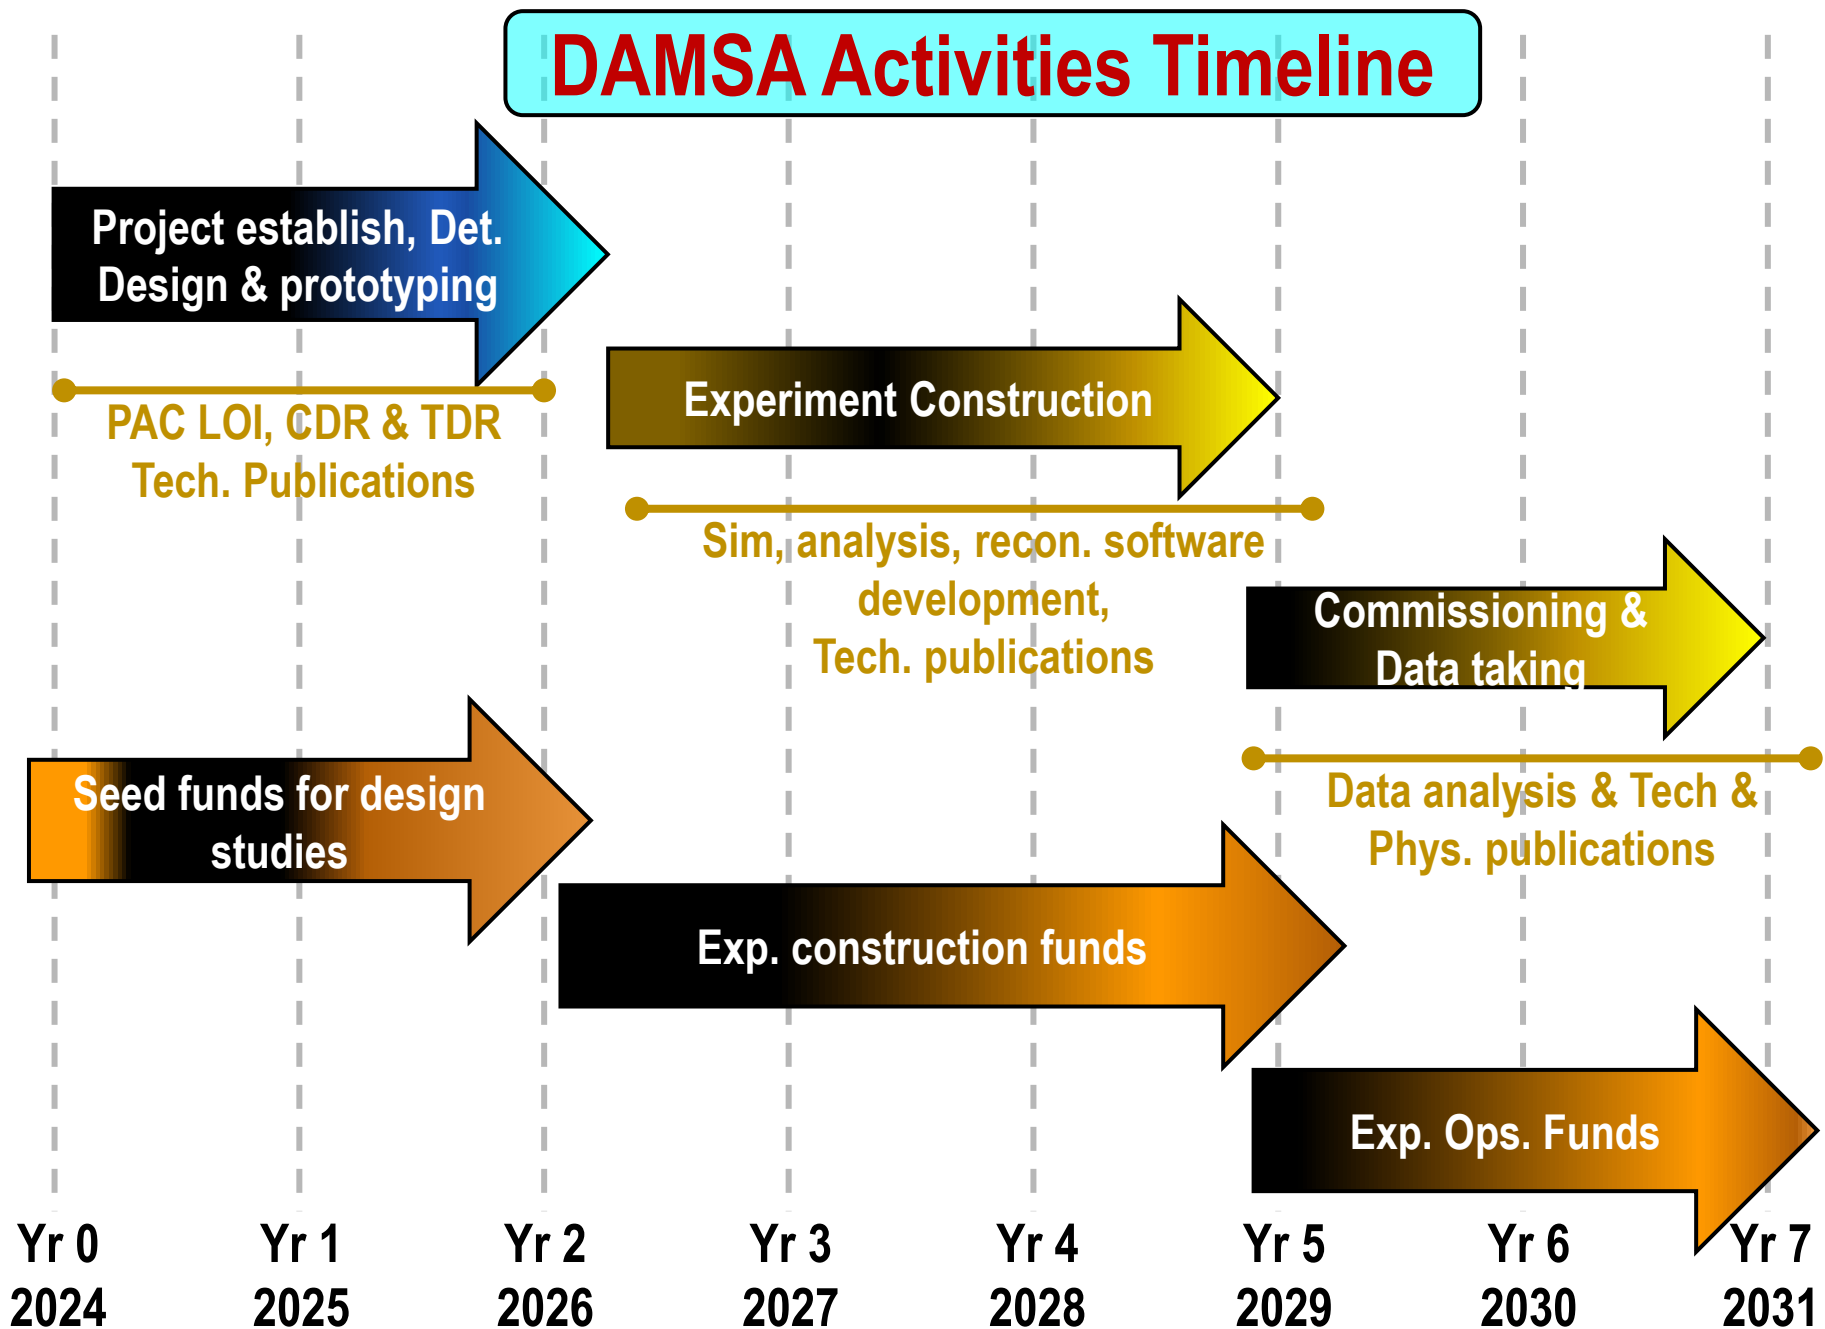 DAMSA Activities Timeline
Project establish, Det.
Design & prototyping
PAC LOI, CDR & TDR
Tech. Publications
Experiment Construction
Sim, analysis, recon. software
development,
Tech. publications
Commissioning &
Data taking
Data analysis & Tech &
Phys. publications
Seed funds for design
studies
Exp. construction funds
Exp. Ops. Funds
Yr 0 Yr 1 Yr 2 Yr 3 Yr 4 Yr 5 Yr 6 Yr 7
2024 2025 2026 2027 2028 2029 2030 2031